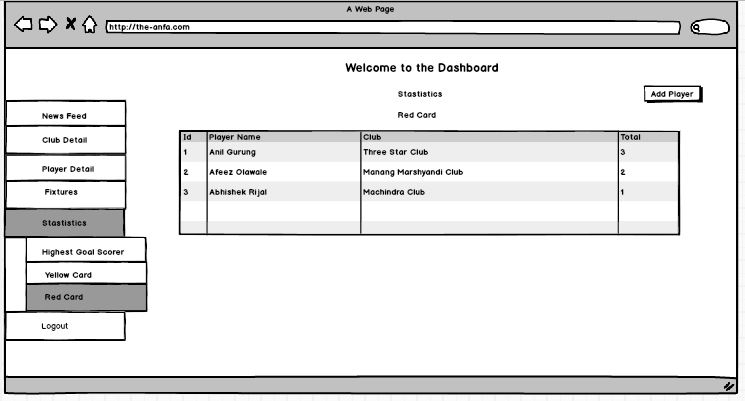 A Web Page
http://the-anfa.com
Welcome to the Dashboard
Stastistics
Add Player
Red Card
News Feed
Club Detail
Player Detail
Fixtures
Stastistics
Highest Goal Scorer
Yellow Card
Red Card
Logout
Id Player Name Club Total
1 Anil Gurung Three Star Club 3
2 Afeez Olawale Manang Marshyandi Club 2
3 Abhishek Rijal Machindra Club 1